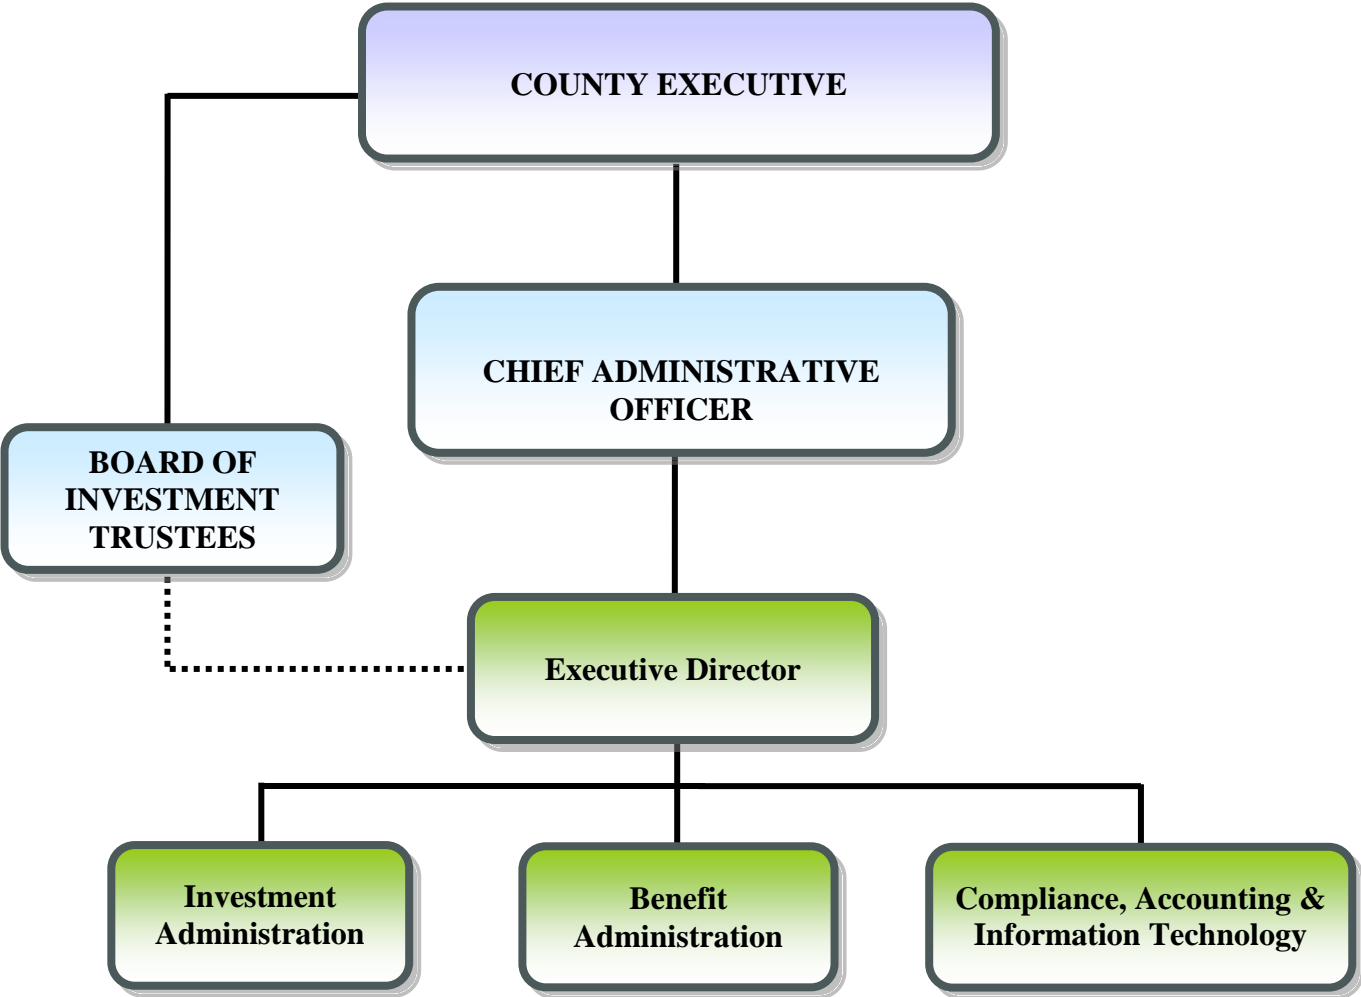 COUNTY EXECUTIVE
CHIEF ADMINISTRATIVE
OFFICER
BOARD OF
INVESTMENT
TRUSTEES
Executive Director
Investment
Administration
Benefit
Administration
Compliance, Accounting &
Information Technology